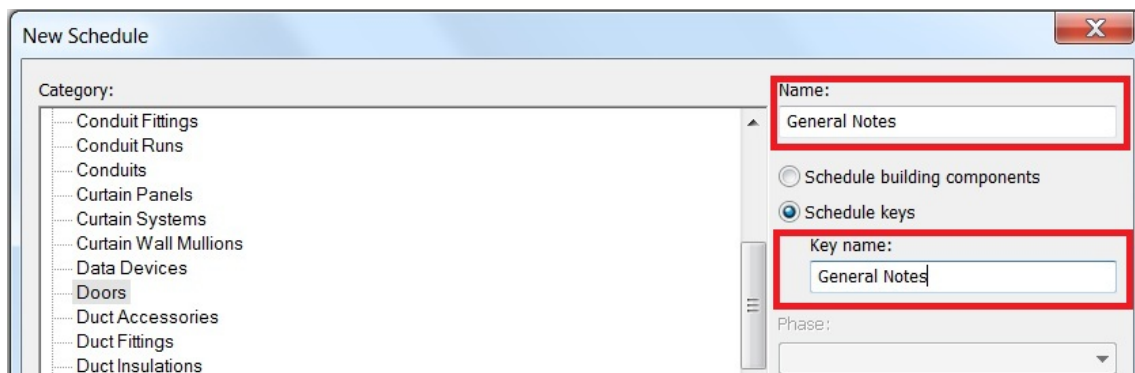 New Schedule
X
Category:
Conduit Fittings
Conduit Runs
Conduits
Curtain Panels
Curtain Systems
Curtain Wall Mullions
Data Devices
Doors
Duct Accessories
Duct Fittings
Duct Insulations
Name:
General Notes
Schedule building components
Schedule keys
Key name:
General Notes
Phase: